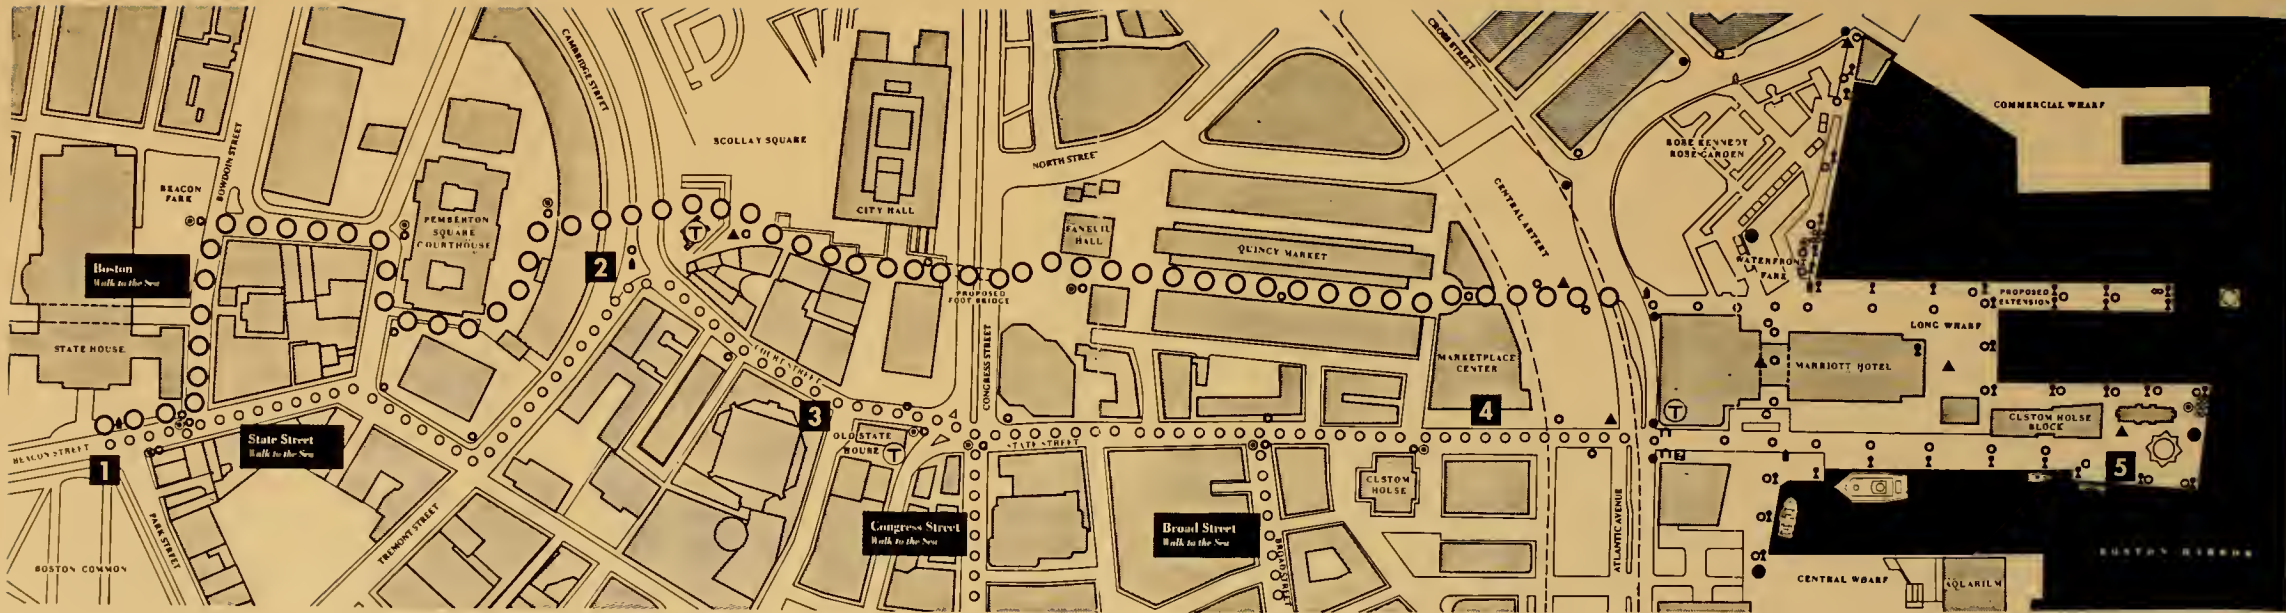 CAMBRIDGE STREET
CROSS STREET
COMMERCIAL WHARF
SCOLLAY SQUARE
BOWDOIN STREET
NORTH STREET
ROSE KENNEDY
ROSE GARDEN
BEACON
PARK
CITY HALL
CENTRAL ARTERY
PEMBERTON
SQUARE
COURTHOUSE
T
FANEUIL
HALL
QUINCY MARKET
Boston
Walk to the Sea
2
WATERFRONT
PARK
PROPOSED
FOOT BRIDGE
PROPOSED
EXTENSION
LONG WHARF
STATE HOUSE
COURT STREET
CONGRESS STREET
MARKETPLACE
CENTER
MARRIOTT HOTEL
3
4
T
CUSTOM HOUSE
BLOCK
State Street
Walk to the Sea
OLD STATE
HOUSE
T
STATE STREET
BEACON STREET
1
5
CUSTOM
HOUSE
PARK STREET
TREMONT STREET
Congress Street
Walk to the Sea
Broad Street
Walk to the Sea
BROAD STREET
ATLANTIC AVENUE
BOSTON HARBOR
BOSTON COMMON
CENTRAL WHARF
AQUARIUM